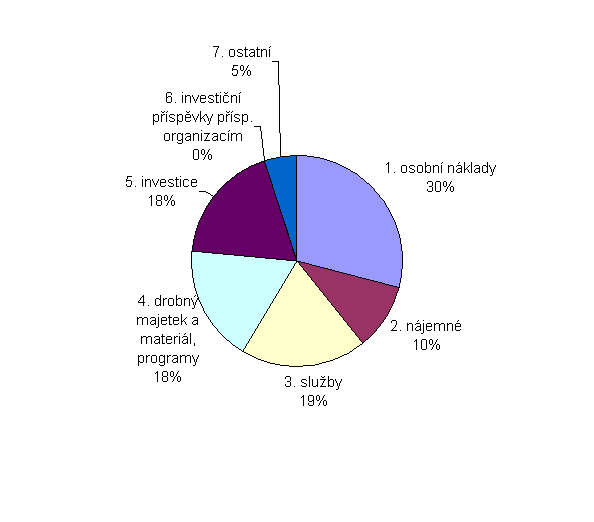 7. ostatní
5%
6. investiční
příspěvky přísp.
organizacím
0%
1. osobní náklady
30%
5. investice
18%
2. nájemné
10%
4. drobný
majetek a
materiál,
programy
18%
3. služby
19%